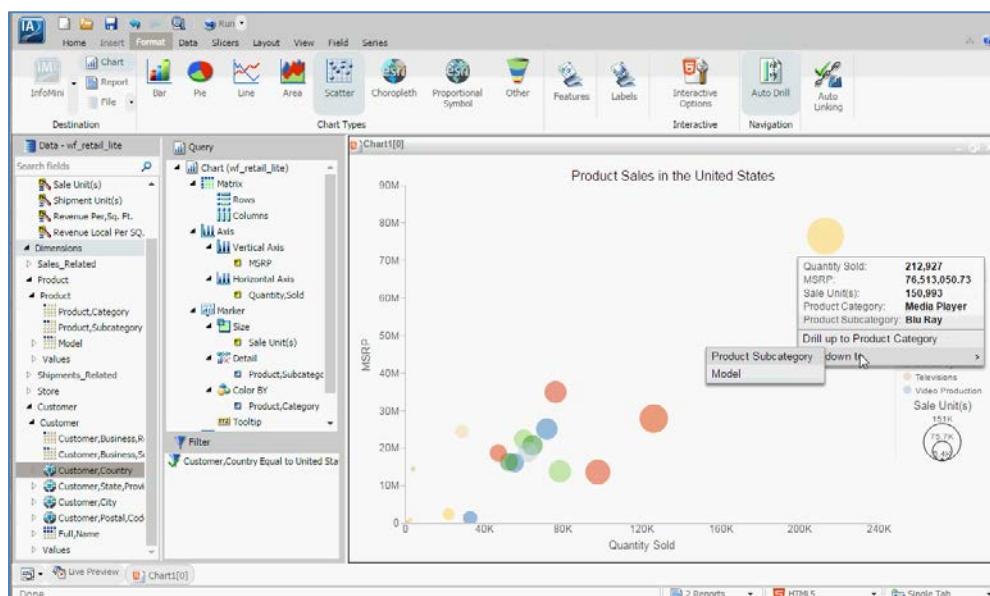 IA
Run
Home Insert Format Data Slicers Layout View Field Series
InfoMini
Chart
Report
File
Bar
Pie
Line
Area
Scatter
Choropleth
Proportional
Symbol
Other
Features
Labels
Interactive
Options
Auto Drill
Auto
Linking
Destination
Chart Types
Interactive
Navigation
Data - wf_retail_lite
Search fields
Sale Unit(s)
Shipment Unit(s)
Revenue Per,Sq. Ft.
Revenue Local Per SQ.
Dimensions
Sales_Related
Product
Product
Product,Category
Product,Subcategory
Model
Values
Shipments_Related
Store
Customer
Customer
Customer,Business,R
Customer,Business,S
Customer,Country
Customer,State,Provi
Customer,City
Customer,Postal,Cod
Full,Name
Values
Query
Chart (wf_retail_lite)
Matrix
Rows
Columns
Axis
Vertical Axis
MSRP
Horizontal Axis
Quantity,Sold
Marker
Size
Sale Unit(s)
Detail
Product,Subcatego
Color BY
Product,Category
Tooltip
Filter
Customer,Country Equal to United Sta
Chart1[0]
Product Sales in the United States
90M
80M
70M
60M
50M
40M
30M
20M
10M
0
MSRP
0 40K 80K 120K 160K 200K 240K
Quantity Sold
Quantity Sold: 212,927
MSRP: 76,513,050.73
Sale Unit(s): 150,993
Product Category: Media Player
Product Subcategory: Blu Ray
Drill up to Product Category
down to
Product Subcategory
Model
Televisions
Video Production
Sale Unit(s)
151K
75.7K
Live Preview
Chart1[0]
Done
2 Reports
HTML5
Single Tab